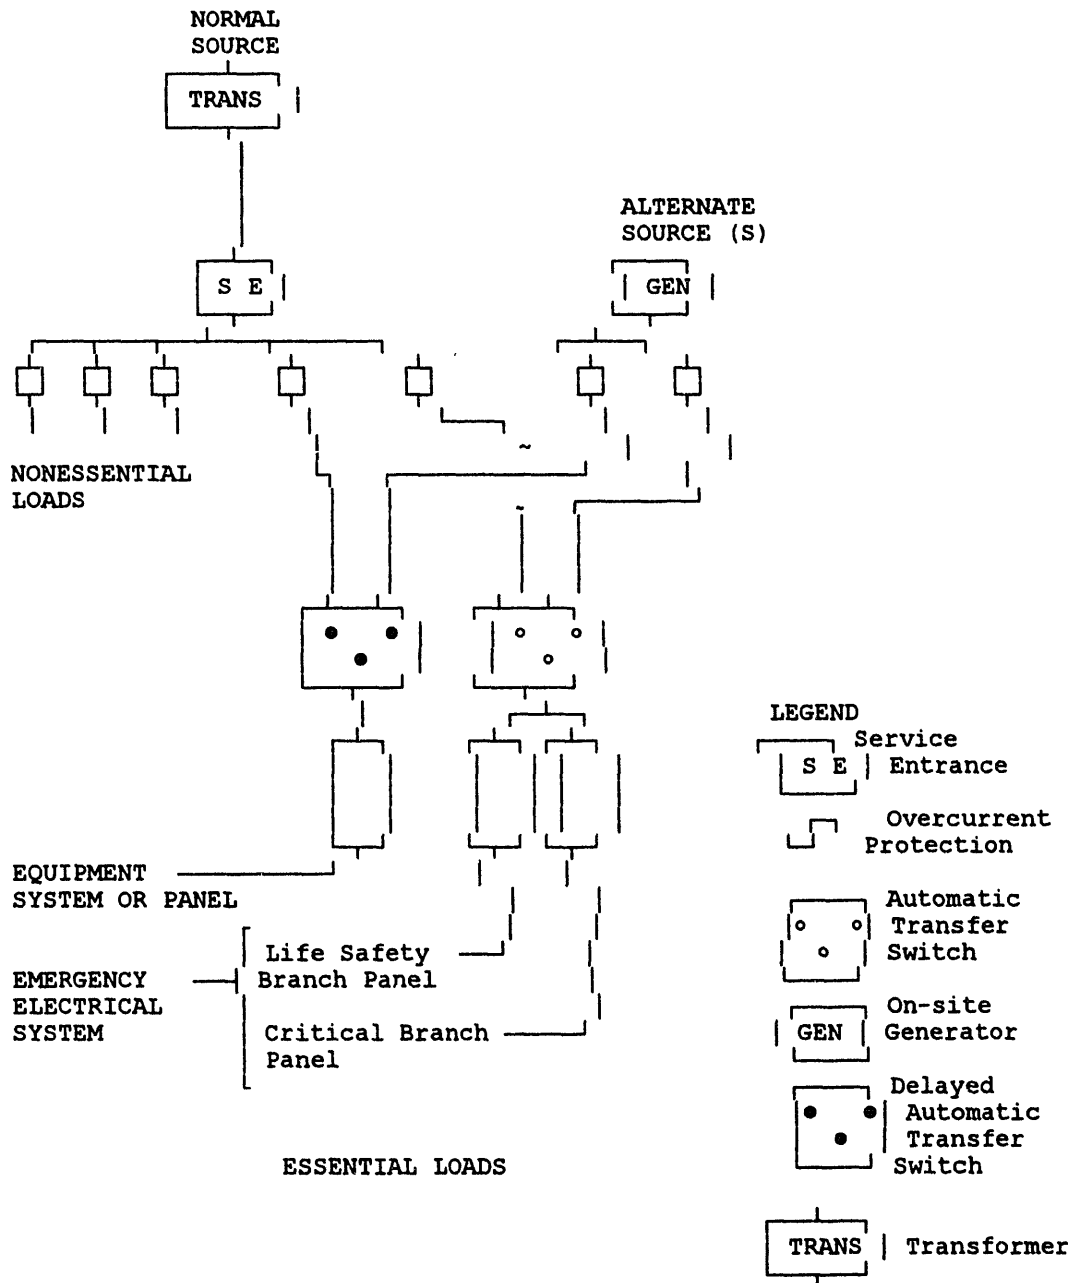 NORMAL
SOURCE
TRANS
ALTERNATE
SOURCE (S)
S E
GEN
NONESSENTIAL
LOADS
EQUIPMENT
SYSTEM OR PANEL
Life Safety
Branch Panel
EMERGENCY
ELECTRICAL
SYSTEM
Critical Branch
Panel
ESSENTIAL LOADS
LEGEND
Service
S E Entrance
Overcurrent
Protection
Automatic
Transfer
Switch
On-site
GEN Generator
Delayed
Automatic
Transfer
Switch
TRANS Transformer